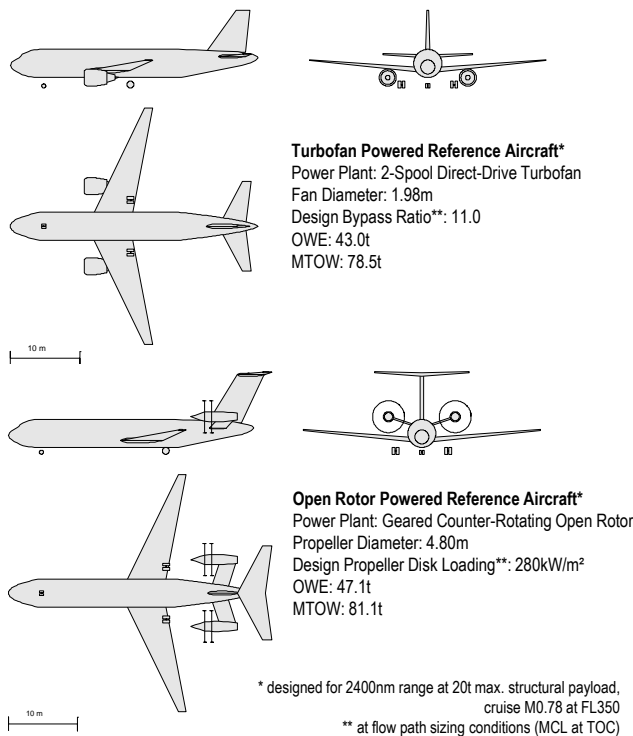 Turbofan Powered Reference Aircraft*
Power Plant: 2-Spool Direct-Drive Turbofan
Fan Diameter: 1.98m
Design Bypass Ratio**: 11.0
OWE: 43.0t
MTOW: 78.5t
10 m
Open Rotor Powered Reference Aircraft*
Power Plant: Geared Counter-Rotating Open Rotor
Propeller Diameter: 4.80m
Design Propeller Disk Loading**: 280kW/m²
OWE: 47.1t
MTOW: 81.1t
10 m
* designed for 2400nm range at 20t max. structural payload,
cruise M0.78 at FL350
** at flow path sizing conditions (MCL at TOC)